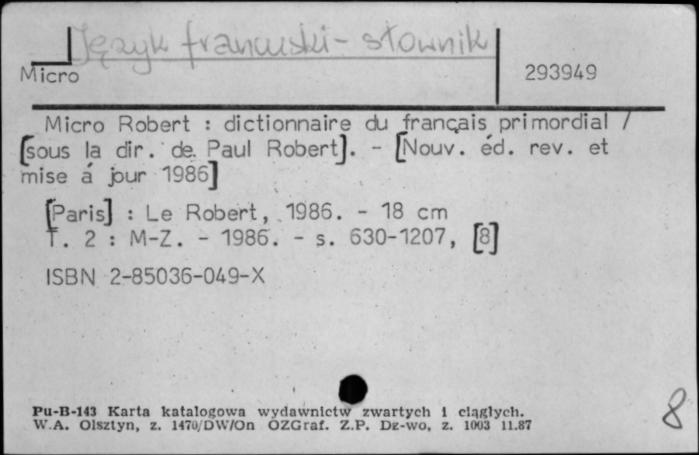 Język francuski - słownik
Micro
293949
Micro Robert : dictionnaire du français primordial /
[sous la dir. de Paul Robert]. - [Nouv. éd. rev. et
mise á jour 1986]
[Paris] : Le Robert, 1986. - 18 cm
T. 2 : M-Z. - 1986. - s. 630-1207, [8]
ISBN 2-85036-049-X
Pu-B-143 Karta katalogowa wydawnictw zwartych i ciągłych.
W.A. Olsztyn, z. 1470/DW/On OZGraf. Z.P. Dz-wo, z. 1003 11.87
8